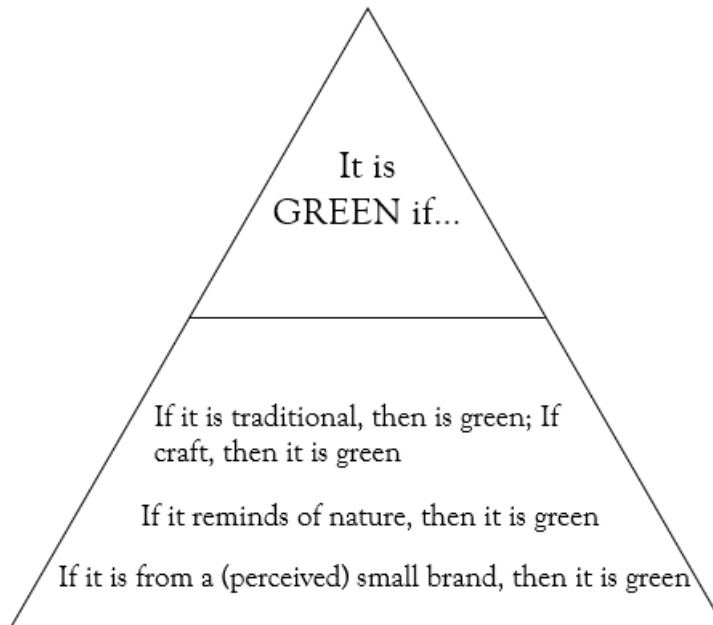 It is
GREEN if...
If it is traditional, then is green; If
craft, then it is green
If it reminds of nature, then it is green
If it is from a (perceived) small brand, then it is green